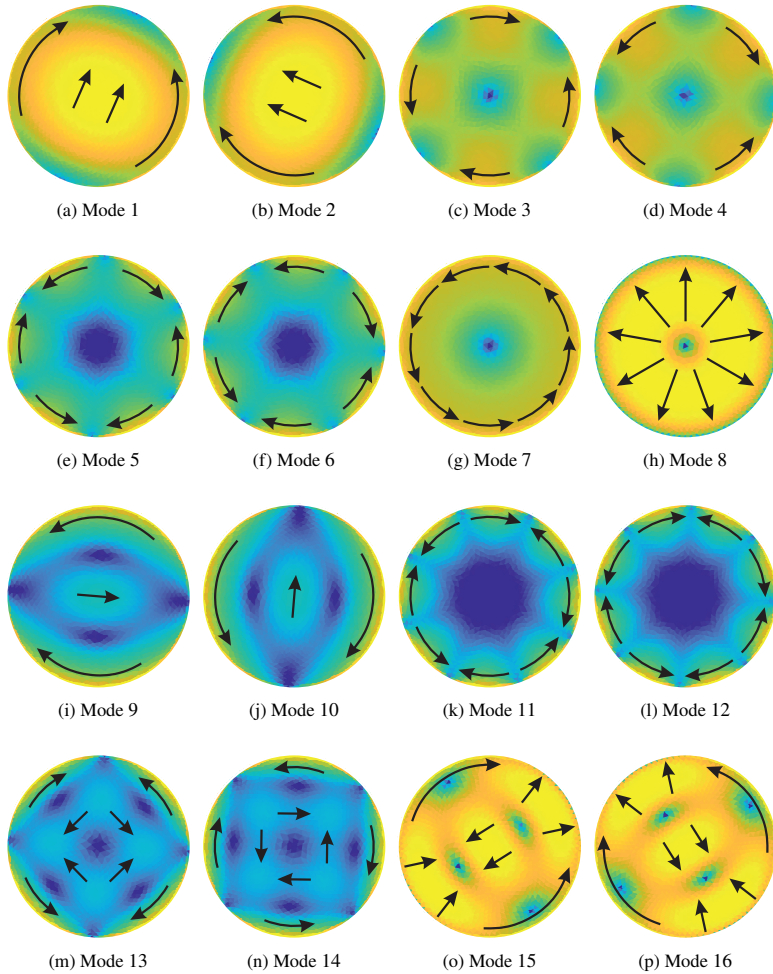 (a) Mode 1
(b) Mode 2
(c) Mode 3
(d) Mode 4
(e) Mode 5
(f) Mode 6
(g) Mode 7
(h) Mode 8
(i) Mode 9
(j) Mode 10
(k) Mode 11
(l) Mode 12
(m) Mode 13
(n) Mode 14
(o) Mode 15
(p) Mode 16